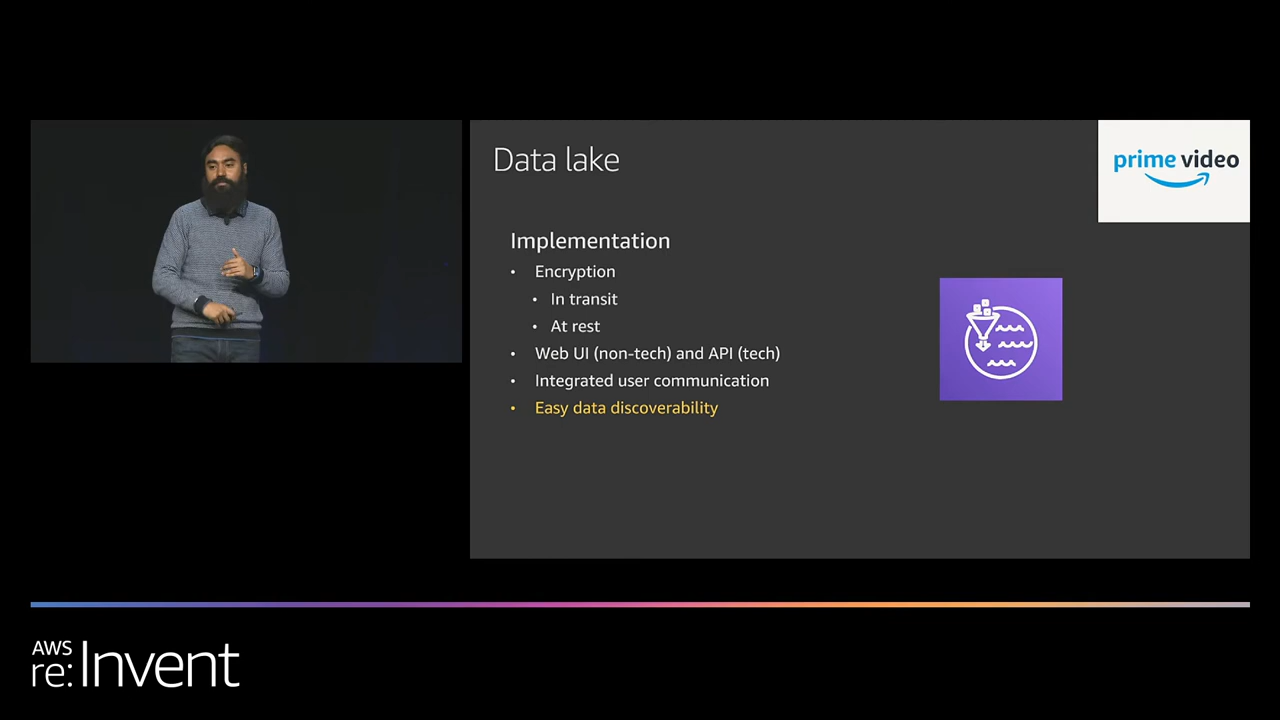 Data lake
prime video
Implementation
• Encryption
• In transit
• At rest
• Web UI (non-tech) and API (tech)
• Integrated user communication
• Easy data discoverability
AWS
re:Invent